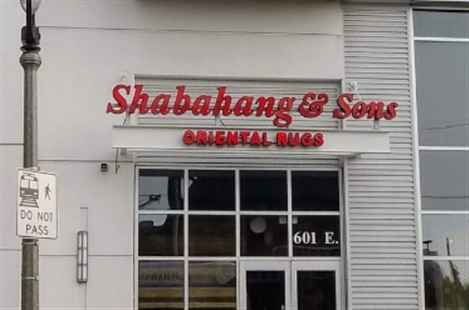 Shabahang & Sons
ORIENTAL RUGS
601 E.
DO NOT
PASS